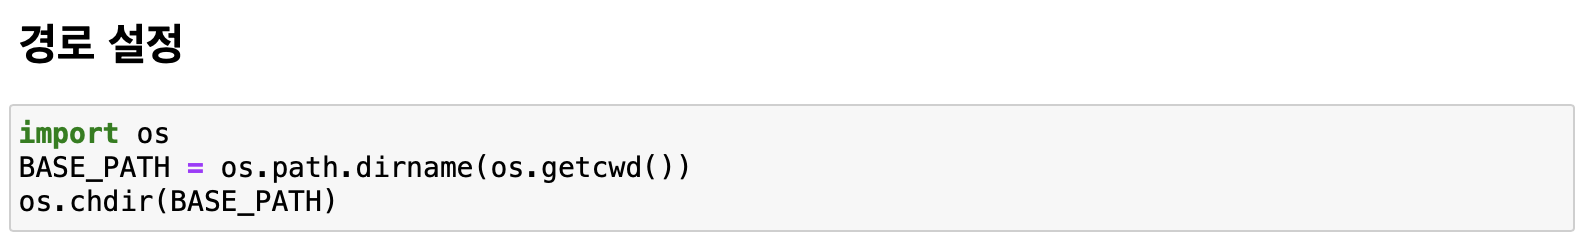 경로 설정
import os
BASE_PATH = os.path.dirname(os.getcwd())
os.chdir(BASE_PATH)